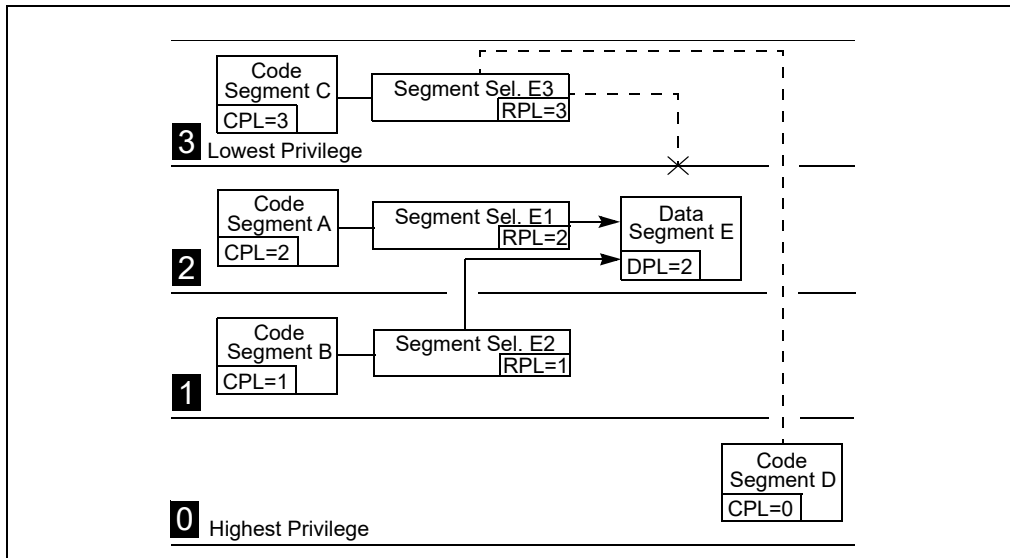 Code
Segment C
CPL=3
Segment Sel. E3
RPL=3
3
Lowest Privilege
Code
Segment A
CPL=2
Segment Sel. E1
RPL=2
Data
Segment E
DPL=2
2
Code
Segment B
CPL=1
Segment Sel. E2
RPL=1
1
Code
Segment D
CPL=0
0
Highest Privilege